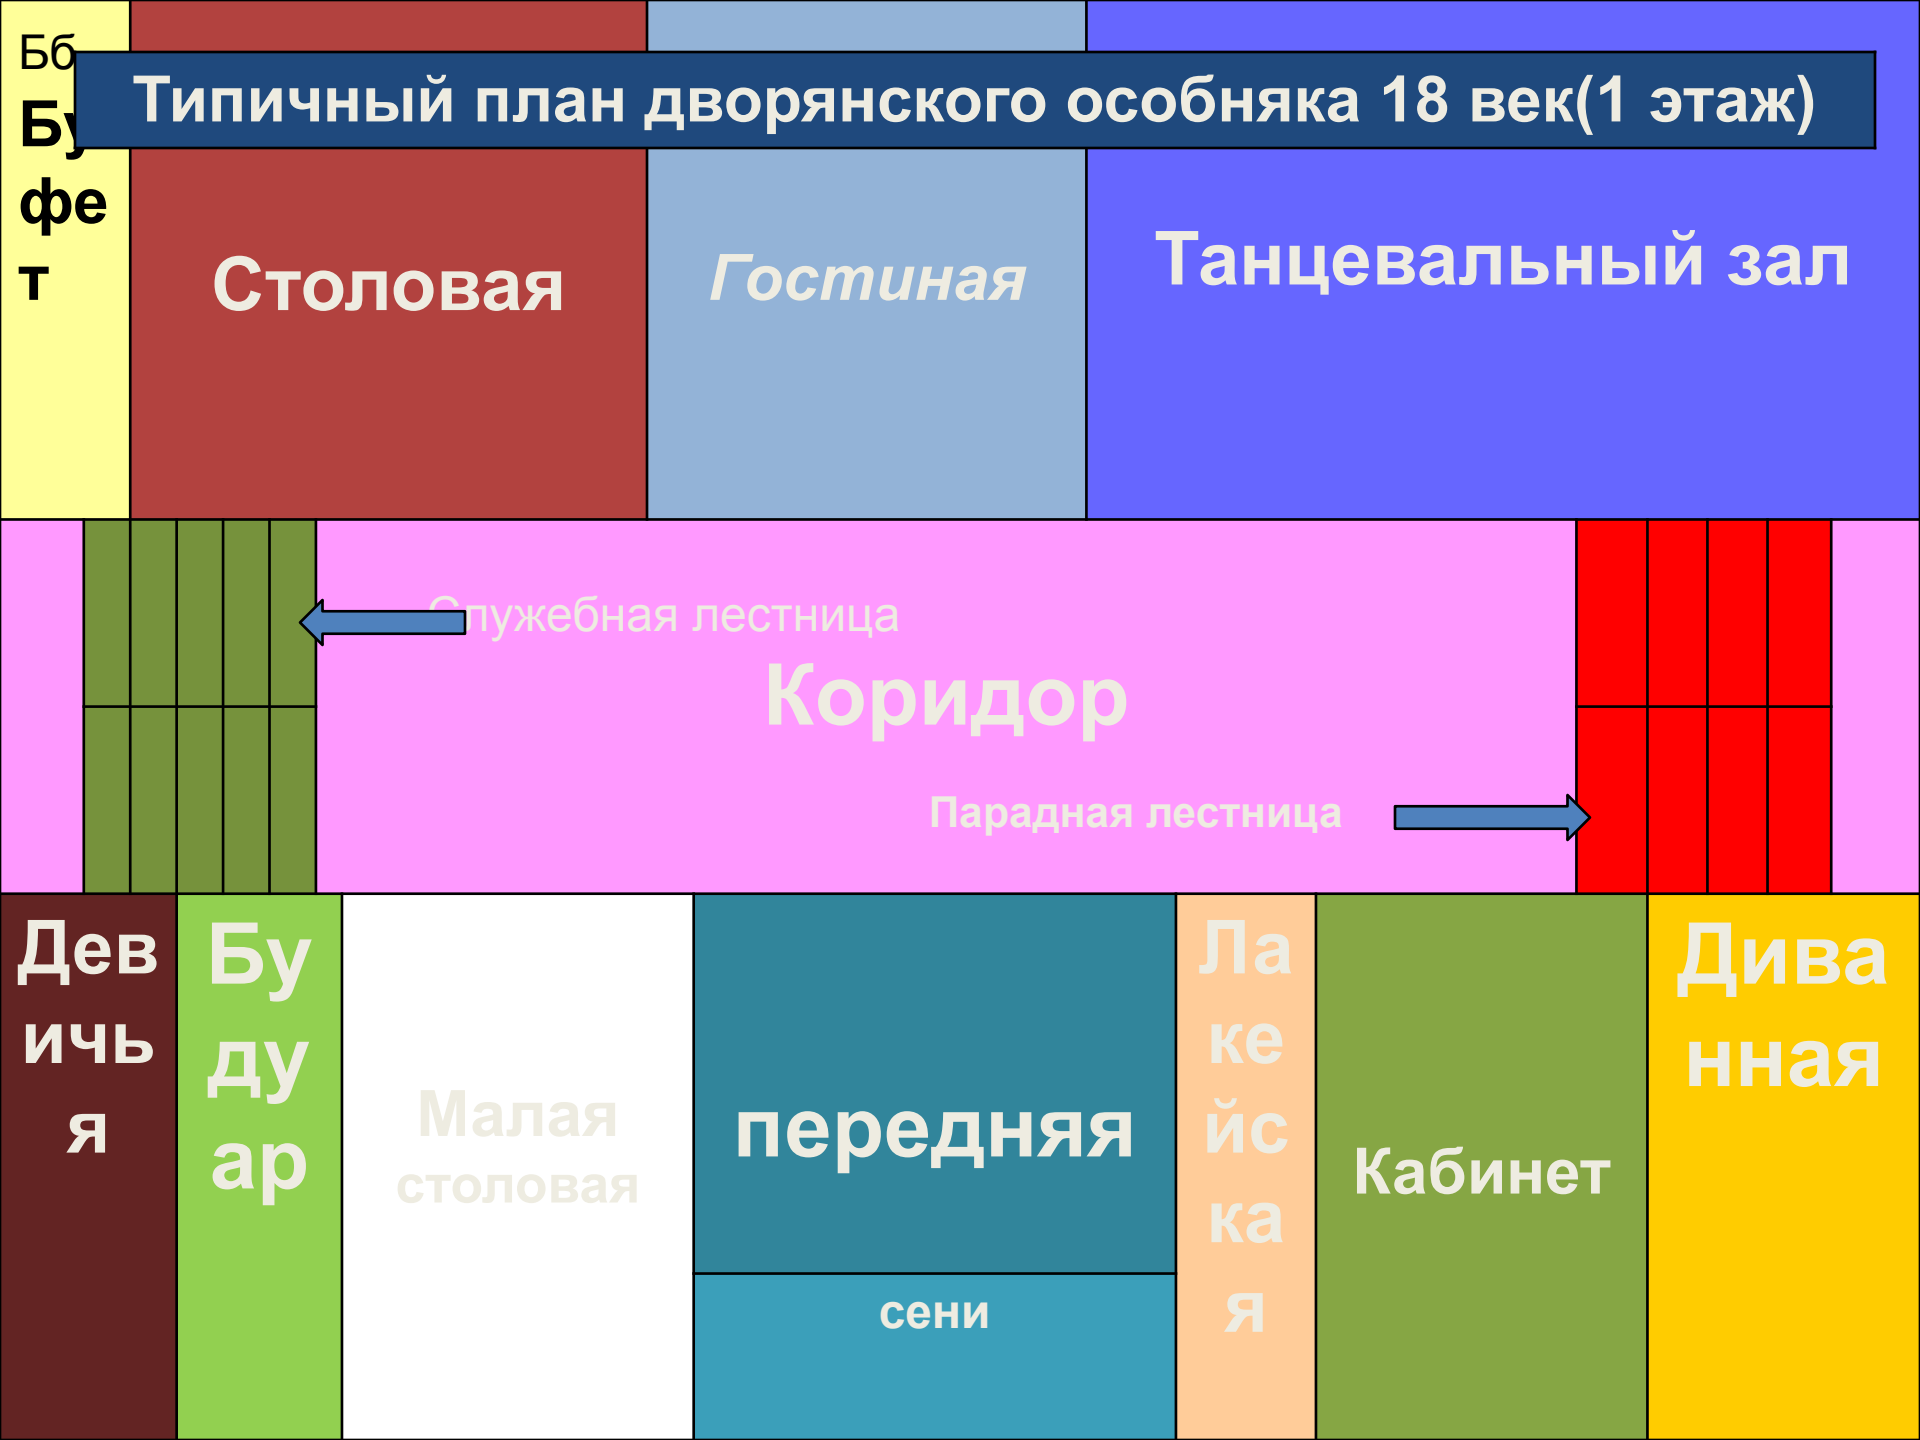 Бб
Типичный план дворянского особняка 18 век(1 этаж)
Бу
фе
т
Столовая
Гостиная
Танцевальный зал
Служебная лестница
Коридор
Парадная лестница
Дев
ичь
я
Бу
ду
ар
Малая
столовая
передняя
сени
Ла
ке
йс
ка
я
Кабинет
Дива
нная